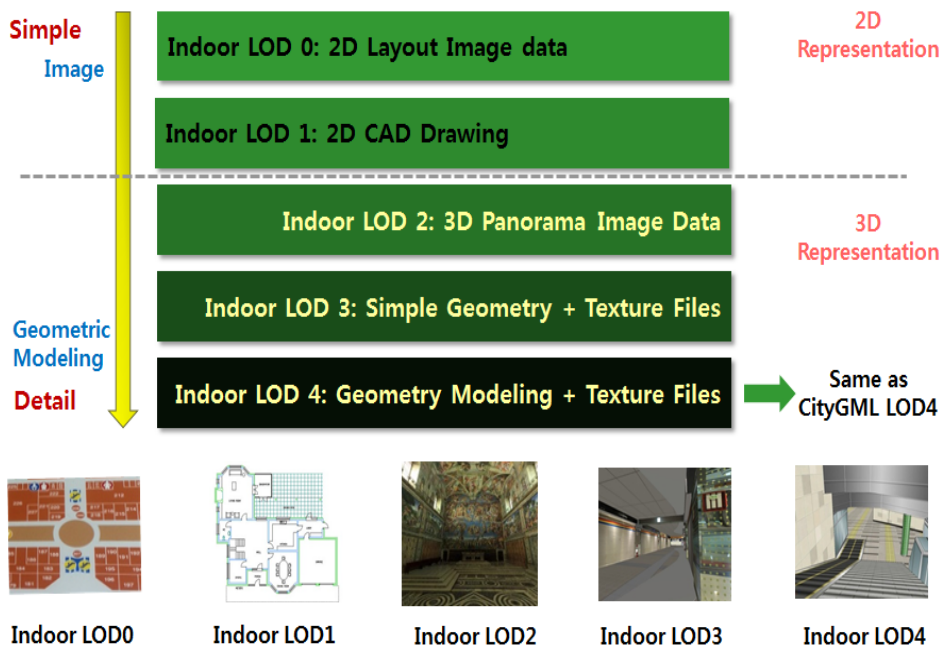 Simple
Image
Indoor LOD 0: 2D Layout Image data
2D
Representation
Indoor LOD 1: 2D CAD Drawing
Indoor LOD 2: 3D Panorama Image Data
3D
Representation
Indoor LOD 3: Simple Geometry + Texture Files
Geometric
Modeling
Detail
Indoor LOD 4: Geometry Modeling + Texture Files
Same as
CityGML LOD4
Indoor LOD0
Indoor LOD1
Indoor LOD2
Indoor LOD3
Indoor LOD4